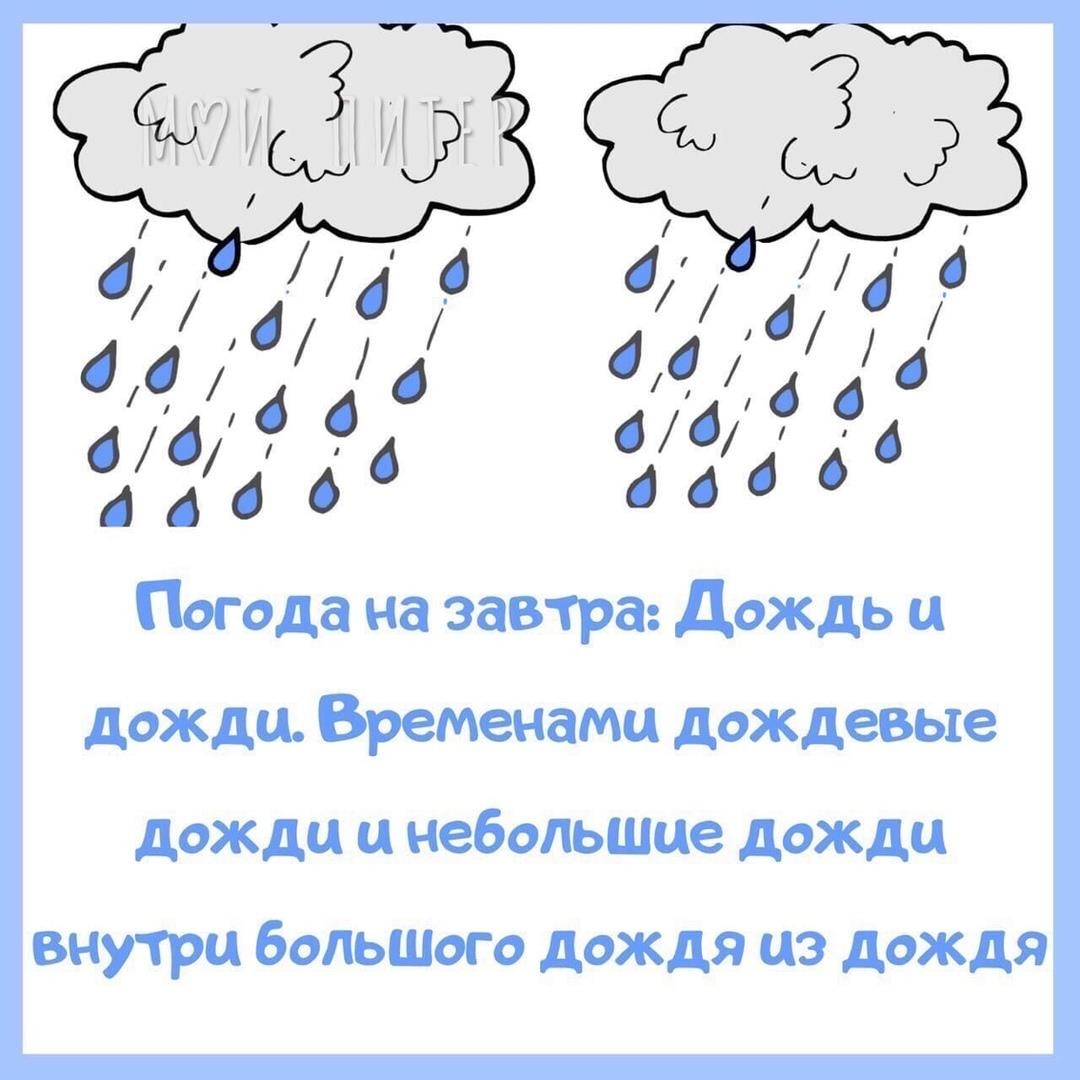 МОЙ ПИТЕР
Погода на завтра: Дождь и
дожди. Временами дождевые
дожди и небольшие дожди
внутри большого дождя из дождя